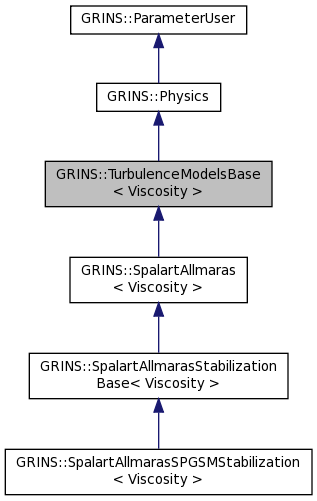 GRINS::ParameterUser
GRINS::Physics
GRINS::TurbulenceModelsBase
< Viscosity >
GRINS::SpalartAllmaras
< Viscosity >
GRINS::SpalartAllmarasStabilization
Base< Viscosity >
GRINS::SpalartAllmarasSPGSMStabilization
< Viscosity >